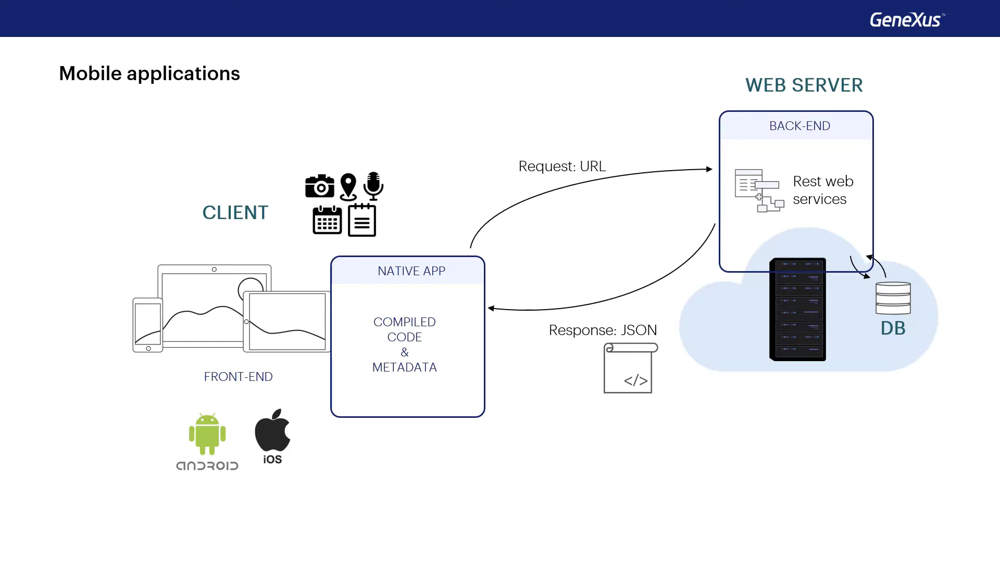 GeneXus™
Mobile applications
WEB SERVER
BACK-END
Request: URL
Rest web
services
CLIENT
NATIVE APP
COMPILED
CODE
&
METADATA
Response: JSON
</>
DB
FRONT-END
ANDROID
iOS